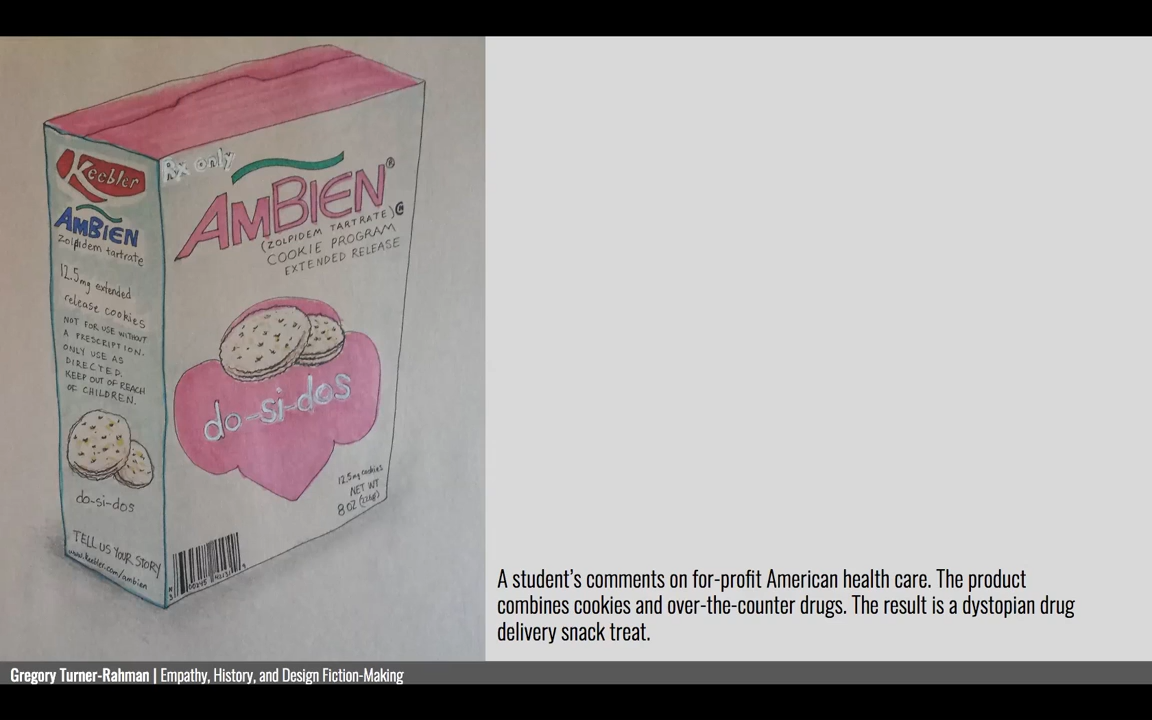 Keebler
AMBIEN
zolpidem tartrate
12.5mg extended
release cookies
NOT FOR USE WITHOUT
A PRESCRIPTION.
ONLY USE AS
DIRECTED.
KEEP OUT OF REACH
OF CHILDREN.
do-si-dos
TELL US YOUR STORY
www.keebler.com/ambien
Rx only
AMBIEN®
(ZOLPIDEM TARTRATE)
COOKIE PROGRAM
EXTENDED RELEASE
do-si-dos
12.5mg cookies
NET WT
8 OZ (226g)
A student's comments on for-profit American health care. The product
combines cookies and over-the-counter drugs. The result is a dystopian drug
delivery snack treat.
Gregory Turner-Rahman | Empathy, History, and Design Fiction-Making